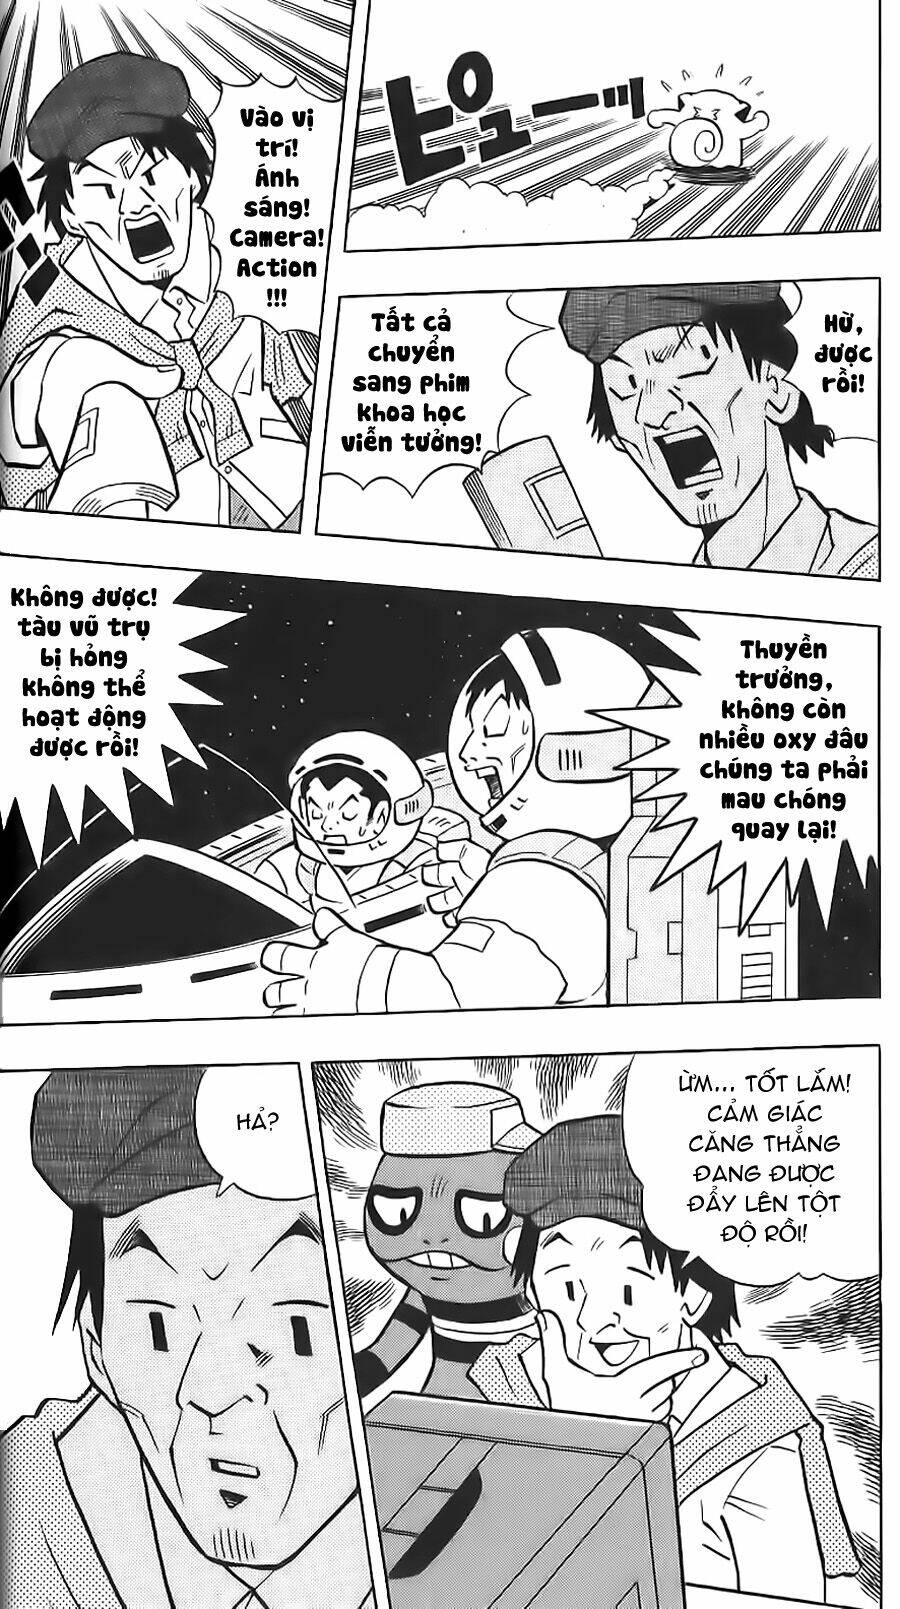 ピューーッ
Hừ,
được
rồi!
Tất cả
chuyển
sang phim
khoa học
viễn tưởng!
Vào vị
trí!
Ánh
sáng!
Camera!
Action
!!!
Thuyền
trưởng,
không còn
nhiều oxy đâu
chúng ta phải
mau chóng
quay lại!
Không được!
tàu vũ trụ
bị hỏng
không thể
hoạt động
được rồi!
ỪM... TỐT LẮM!
CẢM GIÁC
CĂNG THẲNG
ĐANG ĐƯỢC
ĐẨY LÊN TỘT
ĐỘ RỒI!
HẢ?